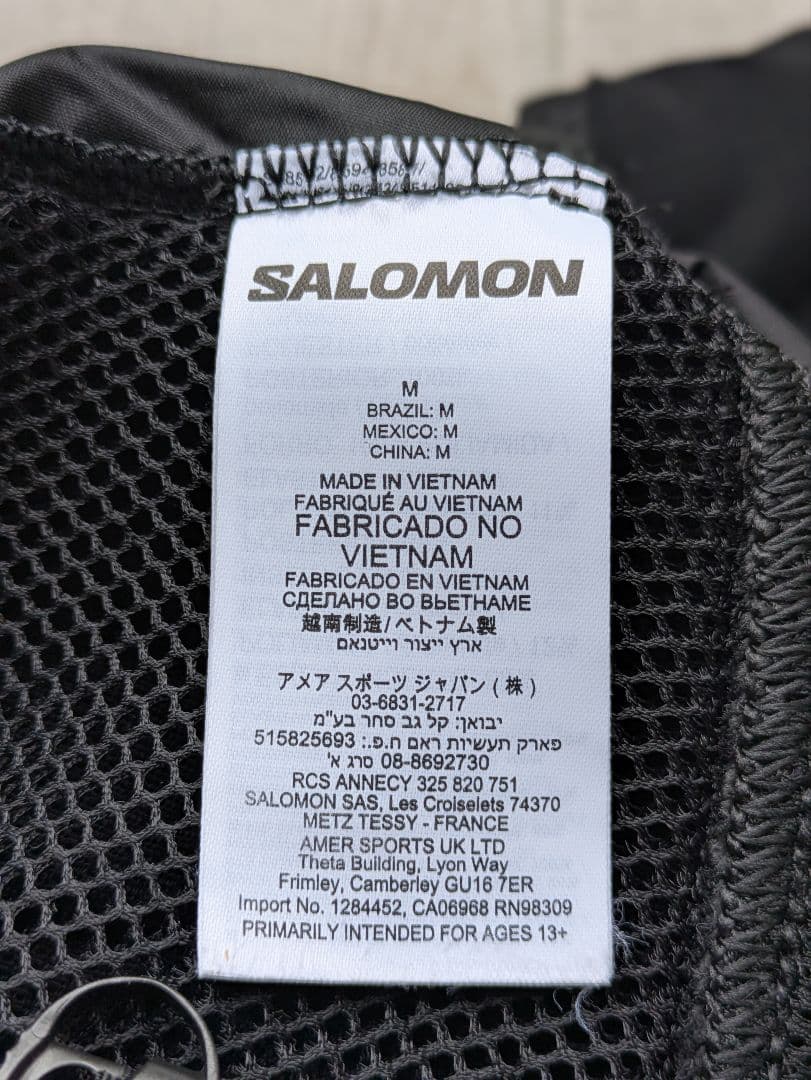 SALOMON
M
BRAZIL: M
MEXICO: M
CHINA: M
MADE IN VIETNAM
FABRIQUÉ AU VIETNAM
FABRICADO NO
VIETNAM
FABRICADO EN VIETNAM
СДЕЛАНО ВО ВЬЕТНАМЕ
越南制造/ベトナム製
ארץ ייצור וייטנאם
アメア スポーツ ジャパン (株)
03-6831-2717
יבואן: קל גב סחר בע"מ
פארק תעשיות ראם ח.פ.: 515825693
08-8692730 סרג א'
RCS ANNECY 325 820 751
SALOMON SAS, Les Croiselets 74370
METZ TESSY - FRANCE
AMER SPORTS UK LTD
Theta Building, Lyon Way
Frimley, Camberley GU16 7ER
Import No. 1284452, CA06968 RN98309
PRIMARILY INTENDED FOR AGES 13+